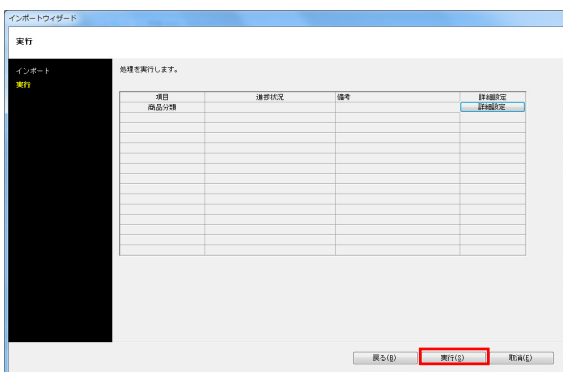 インポートウィザード
実行
インポート
実行
処理を実行します。
項目 進捗状況 備考 詳細設定
商品分類 詳細設定
戻る(B) 実行(S) 取消(E)